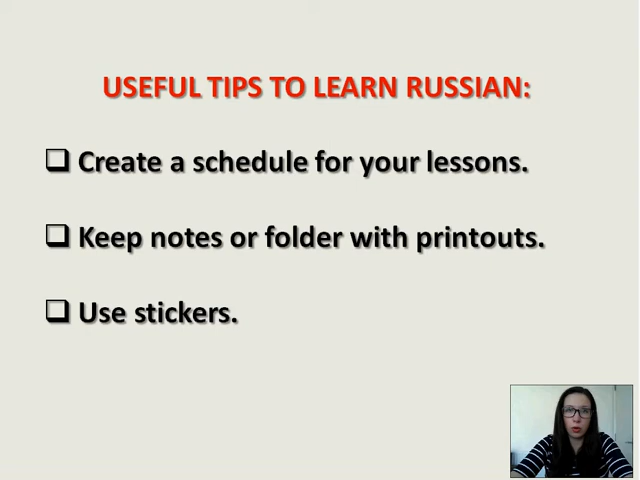 USEFUL TIPS TO LEARN RUSSIAN:
Create a schedule for your lessons.
Keep notes or folder with printouts.
Use stickers.